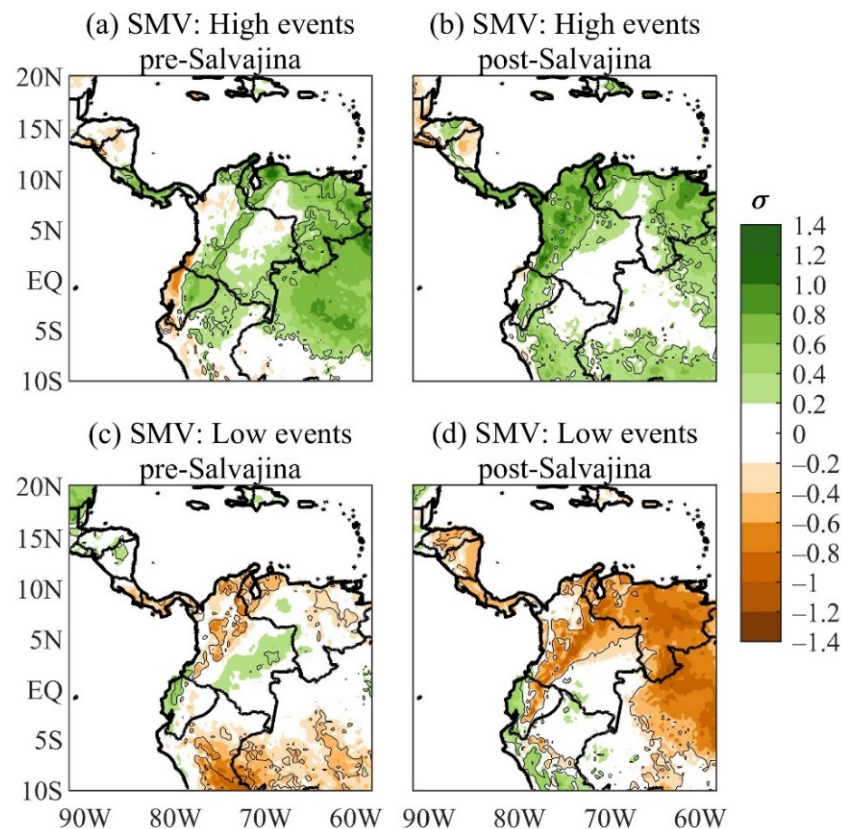 (a) SMV: High events
pre-Salvajina
(b) SMV: High events
post-Salvajina
20N
15N
10N
5N
EQ
5S
10S
σ
1.4
1.2
1.0
0.8
0.6
0.4
0.2
0
−0.2
−0.4
−0.6
−0.8
−1
−1.2
−1.4
(c) SMV: Low events
pre-Salvajina
(d) SMV: Low events
post-Salvajina
20N
15N
10N
5N
EQ
5S
10S
90W 80W 70W 60W
90W 80W 70W 60W